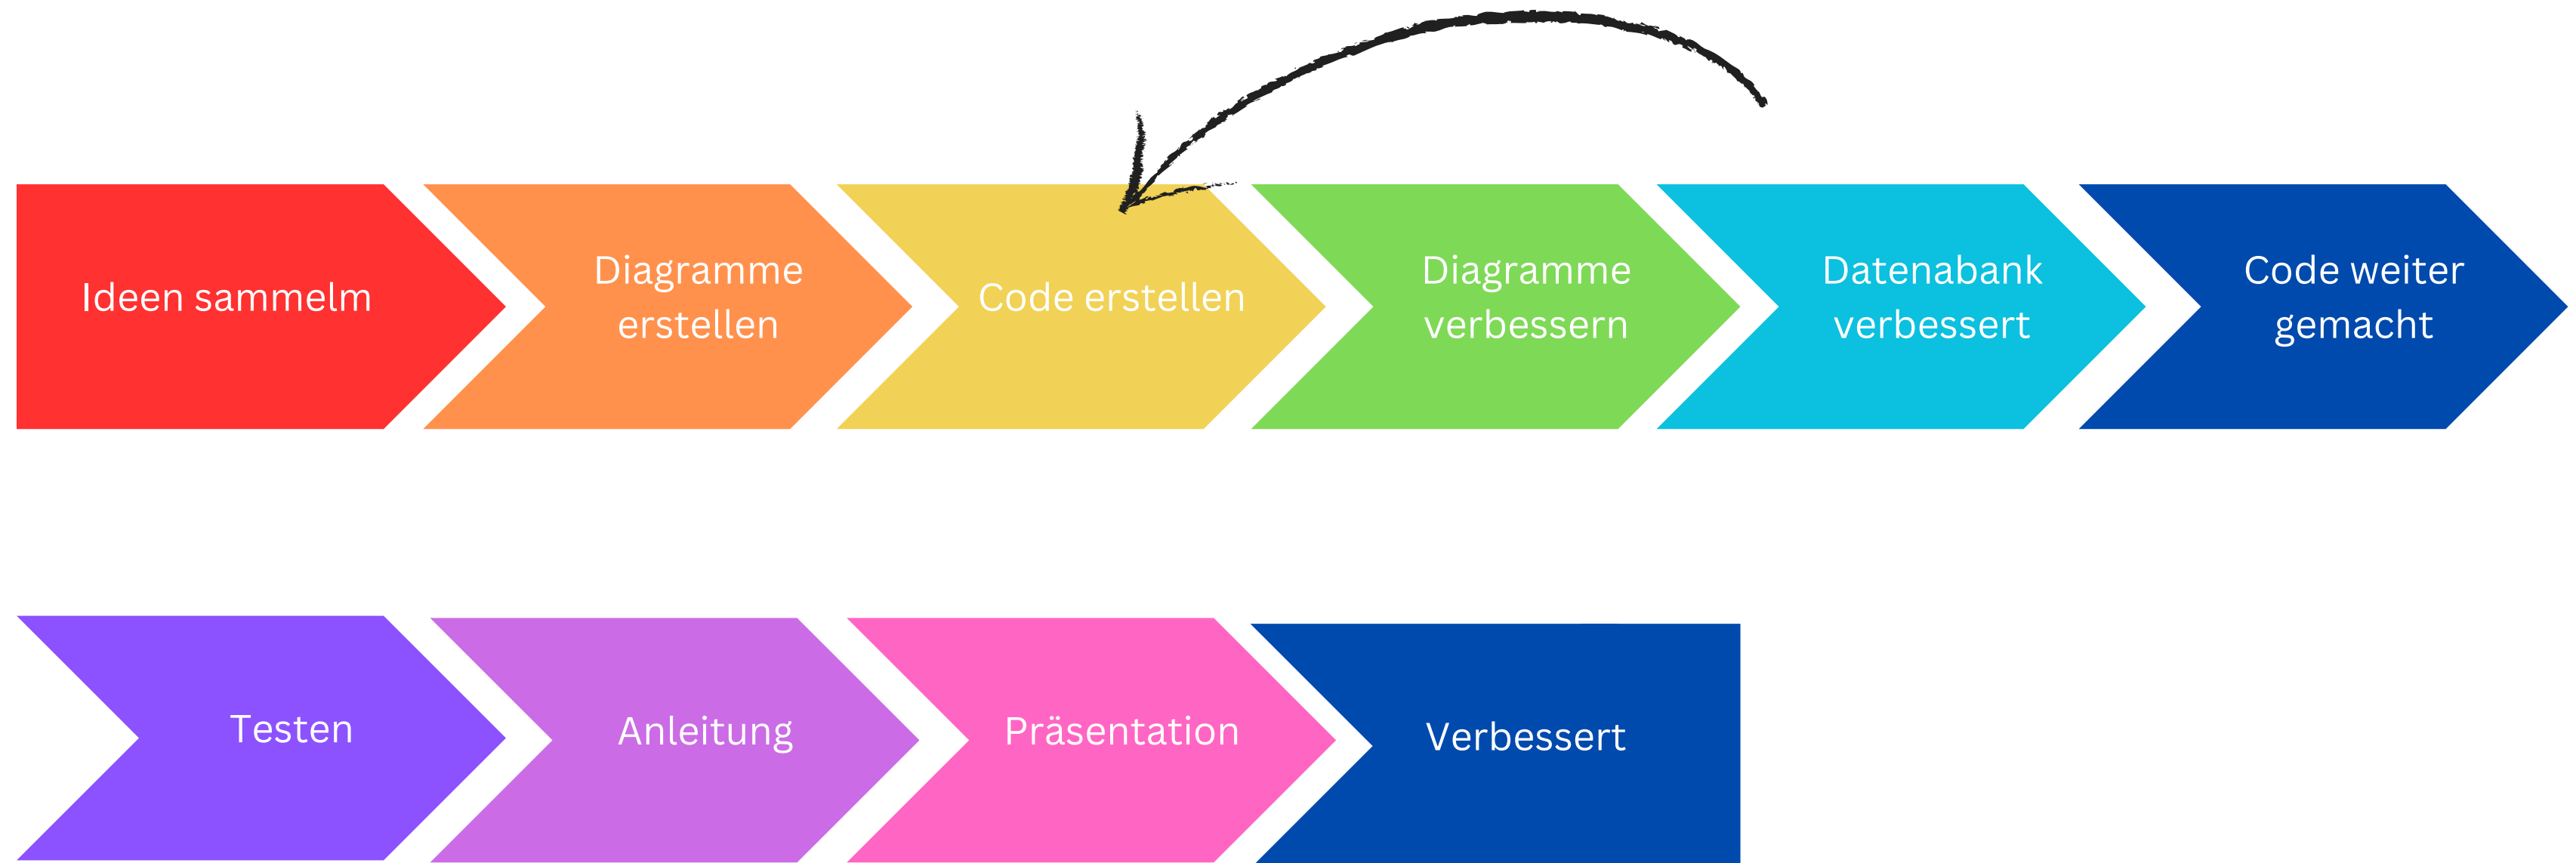 Ideen sammelm
Diagramme
erstellen
Code erstellen
Diagramme
verbessern
Datenabank
verbessert
Code weiter
gemacht
Testen
Anleitung
Präsentation
Verbessert